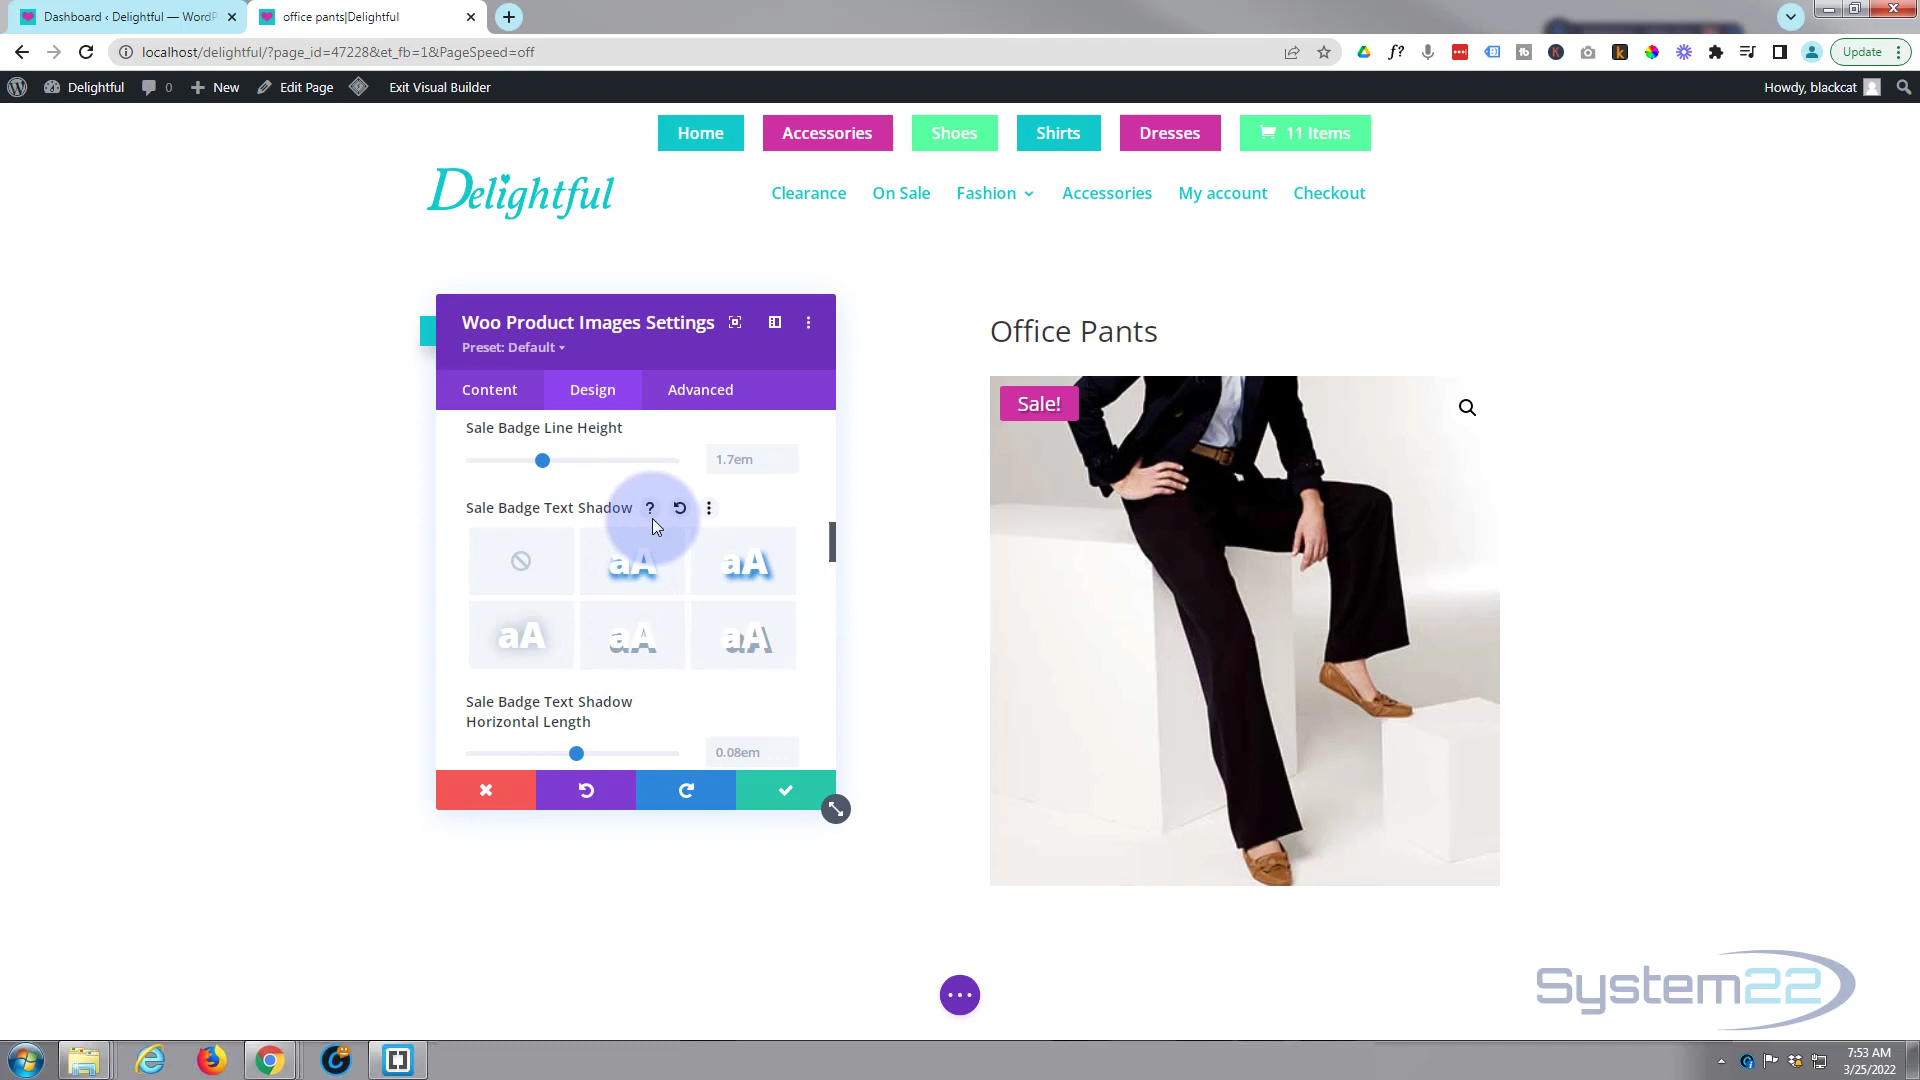 Dashboard ‹ Delightful — WordP
office pants|Delightful
localhost/delightful/?page_id=47228&et_fb=1&PageSpeed=off
Update
Delightful
0
New
Edit Page
Exit Visual Builder
Howdy, blackcat
Home
Accessories
Shoes
Shirts
Dresses
11 Items
Delightful
Clearance
On Sale
Fashion
Accessories
My account
Checkout
Woo Product Images Settings
Preset: Default
Content
Design
Advanced
Sale Badge Line Height
1.7em
Sale Badge Text Shadow
?
aA
aA
aA
aA
aA
Sale Badge Text Shadow
Horizontal Length
0.08em
Office Pants
Sale!
System22
7:53 AM
3/25/2022